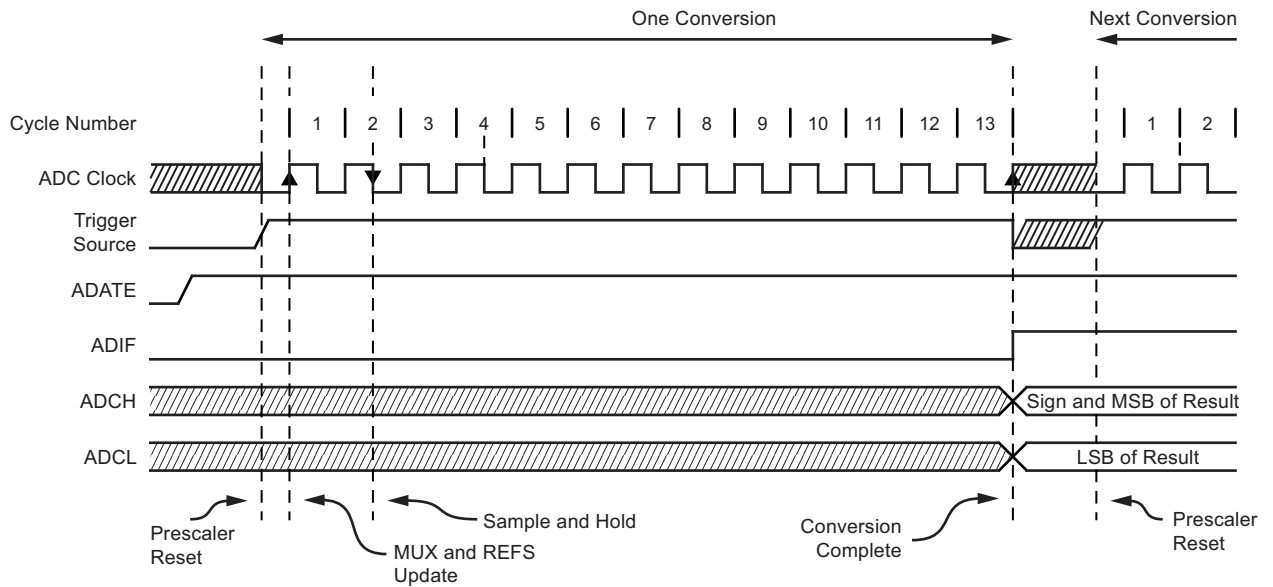 One Conversion
Next Conversion
Cycle Number
1 2 3 4 5 6 7 8 9 10 11 12 13 1 2
ADC Clock
Trigger
Source
ADATE
ADIF
ADCH
Sign and MSB of Result
ADCL
LSB of Result
Prescaler
Reset
MUX and REFS
Update
Sample and Hold
Conversion
Complete
Prescaler
Reset